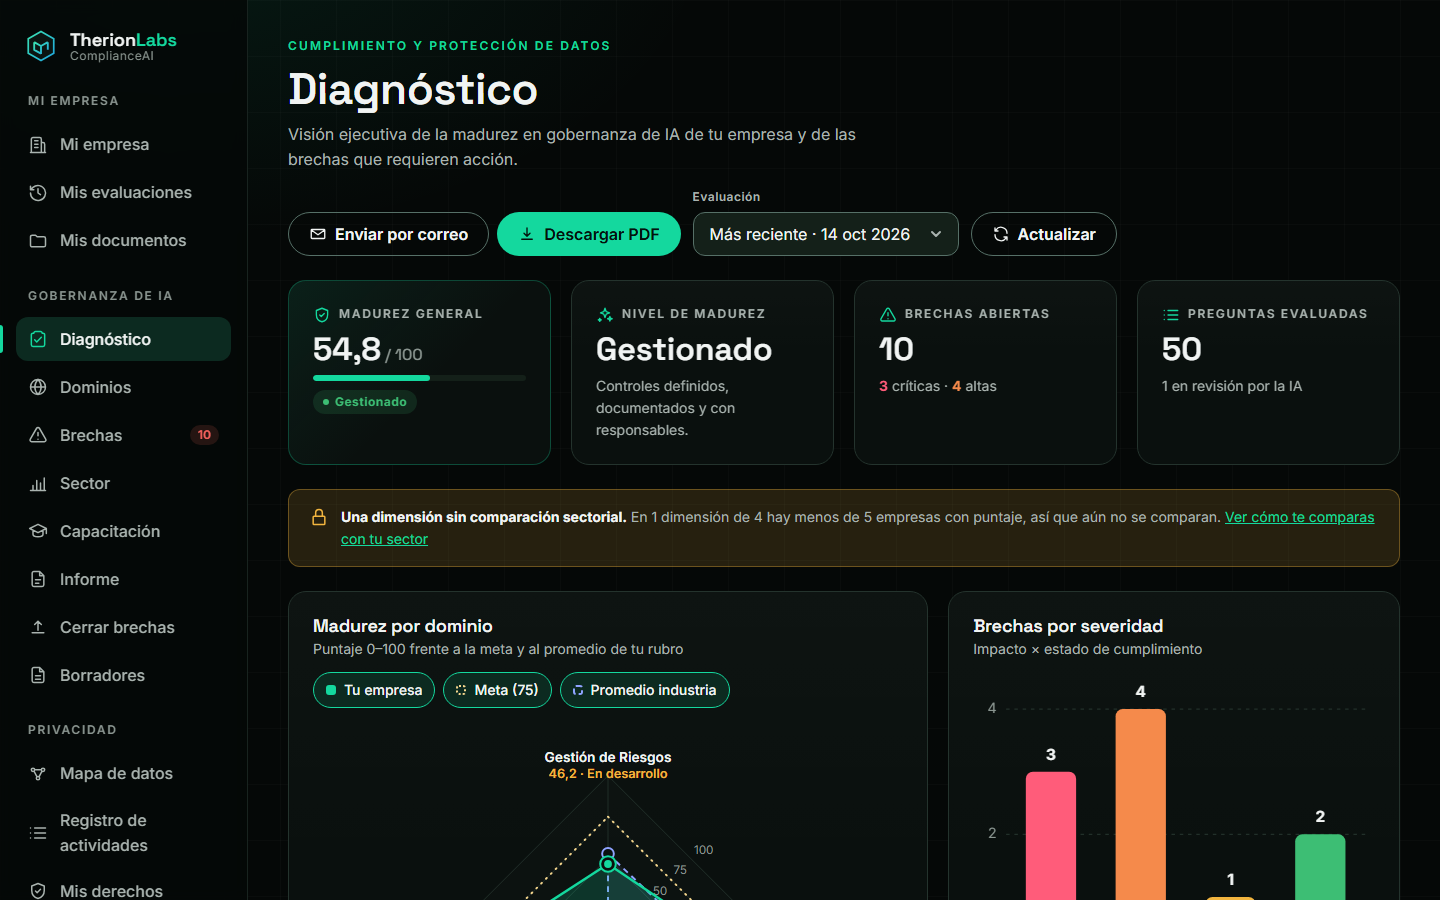 TherionLabs
ComplianceAI
MI EMPRESA
Mi empresa
Mis evaluaciones
Mis documentos
GOBERNANZA DE IA
Diagnóstico
Dominios
Brechas 10
Sector
Capacitación
Informe
Cerrar brechas
Borradores
PRIVACIDAD
Mapa de datos
Registro de
actividades
Mis derechos
CUMPLIMIENTO Y PROTECCIÓN DE DATOS
Diagnóstico
Visión ejecutiva de la madurez en gobernanza de IA de tu empresa y de las
brechas que requieren acción.
Enviar por correo
Descargar PDF
Evaluación
Más reciente · 14 oct 2026
Actualizar
MADUREZ GENERAL
54,8 / 100
Gestionado
NIVEL DE MADUREZ
Gestionado
Controles definidos,
documentados y con
responsables.
BRECHAS ABIERTAS
10
3 críticas · 4 altas
PREGUNTAS EVALUADAS
50
1 en revisión por la IA
Una dimensión sin comparación sectorial. En 1 dimensión de 4 hay menos de 5 empresas con puntaje, así que aún no se comparan. Ver cómo te comparas
con tu sector
Madurez por dominio
Puntaje 0–100 frente a la meta y al promedio de tu rubro
Tu empresa
Meta (75)
Promedio industria
Gestión de Riesgos
46,2 · En desarrollo
100
75
50
Brechas por severidad
Impacto × estado de cumplimiento
4
4
3
2
2
1